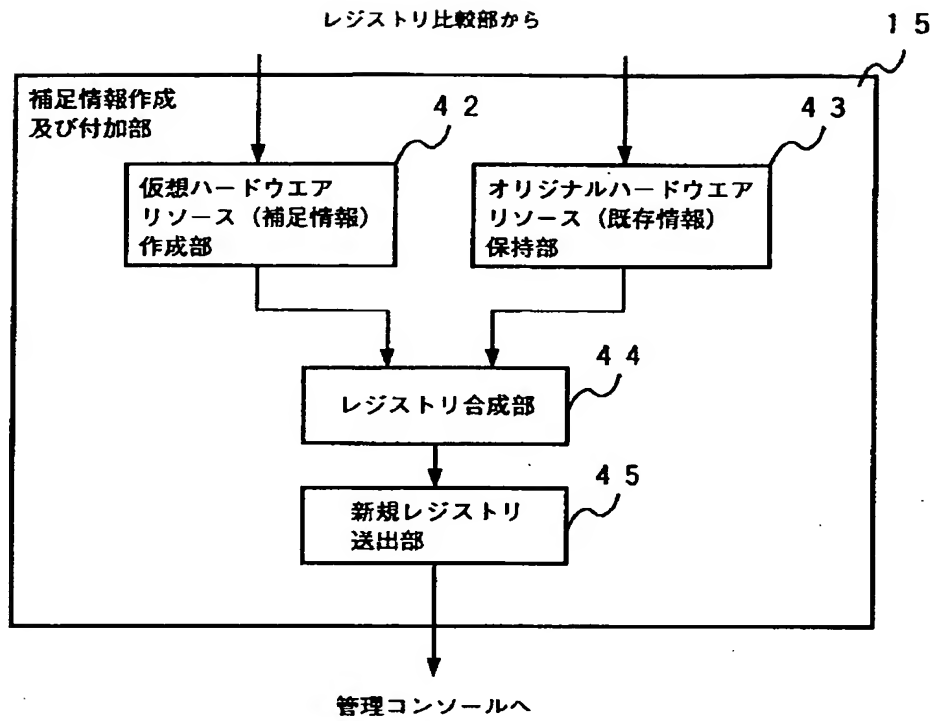 レジストリ比較部から
15
補足情報作成
及び付加部
42
43
仮想ハードウエア
リソース（補足情報）
作成部
オリジナルハードウエア
リソース（既存情報）
保持部
44
レジストリ合成部
45
新規レジストリ
送出部
管理コンソールへ